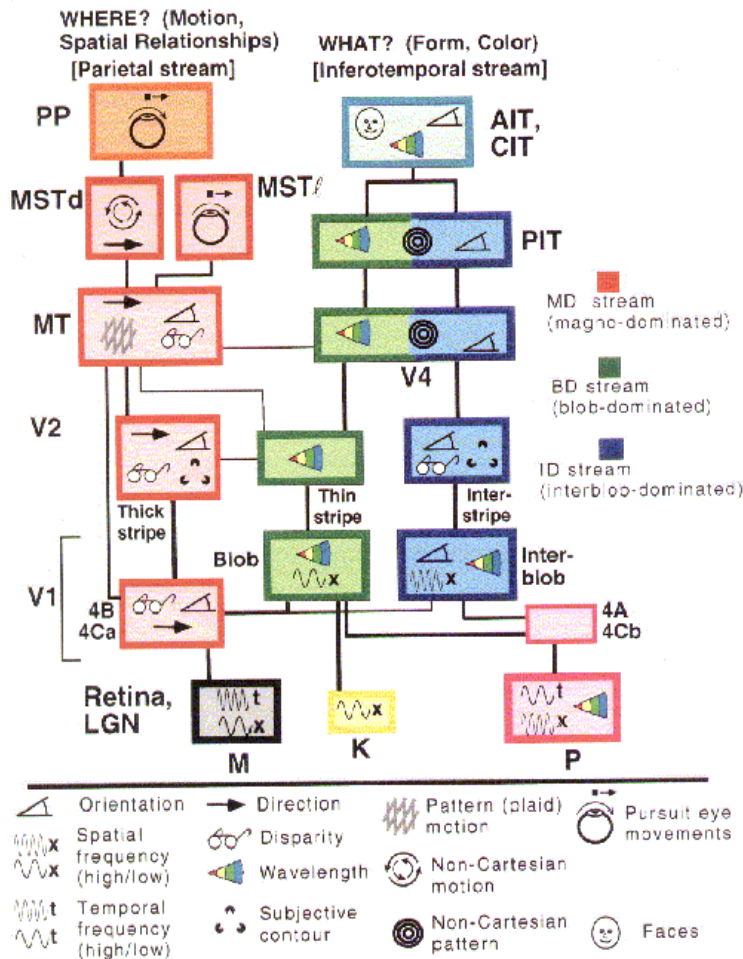 WHERE? (Motion,
Spatial Relationships)
[Parietal stream]
WHAT? (Form, Color)
[Inferotemporal stream]
PP
AIT,
CIT
MSTd
MSTℓ
PIT
MT
V4
MD stream
(magno-dominated)
BD stream
(blob-dominated)
ID stream
(interblob-dominated)
V2
Thick
stripe
Thin
stripe
Inter-
stripe
V1
Blob
x
x
Inter-
blob
4B
4Ca
4A
4Cb
Retina,
LGN
t
x
M
x
K
t
x
P
Orientation
Direction
Pattern (plaid)
motion
Pursuit eye
movements
x
x
Spatial
frequency
(high/low)
Disparity
Wavelength
Non-Cartesian
motion
t
t
Temporal
frequency
(high/low)
Subjective
contour
Non-Cartesian
pattern
Faces